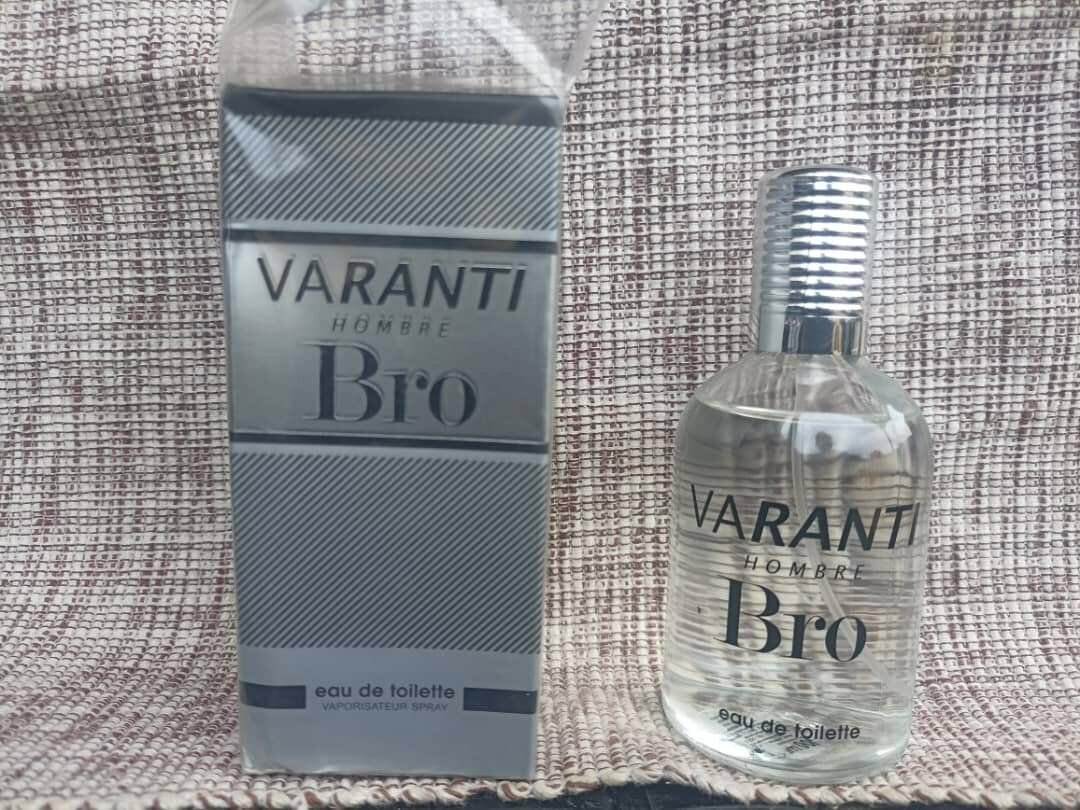 VARANTI
HOMBRE
Bro
eau de toilette
VAPORISATEUR SPRAY
VARANTI
HOMBRE
Bro
eau de toilette